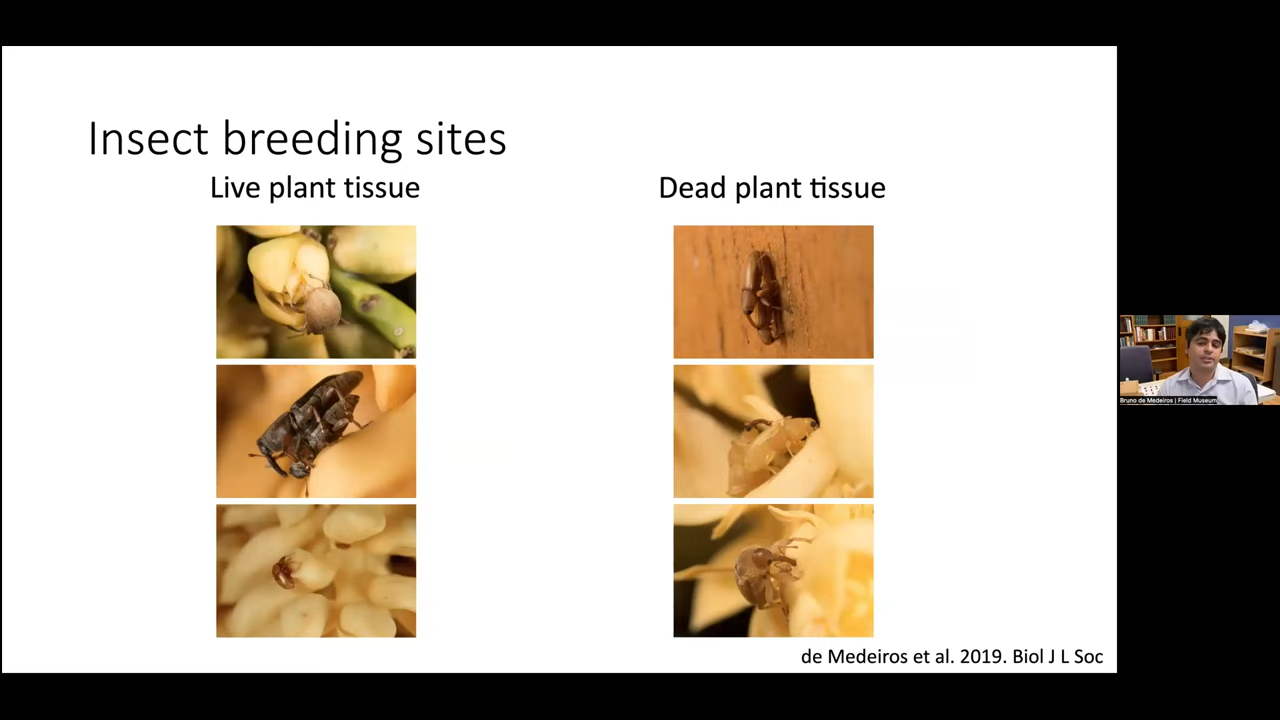 Insect breeding sites
Live plant tissue
Dead plant tissue
de Medeiros et al. 2019. Biol J L Soc
Bruno de Medeiros | Field Museum